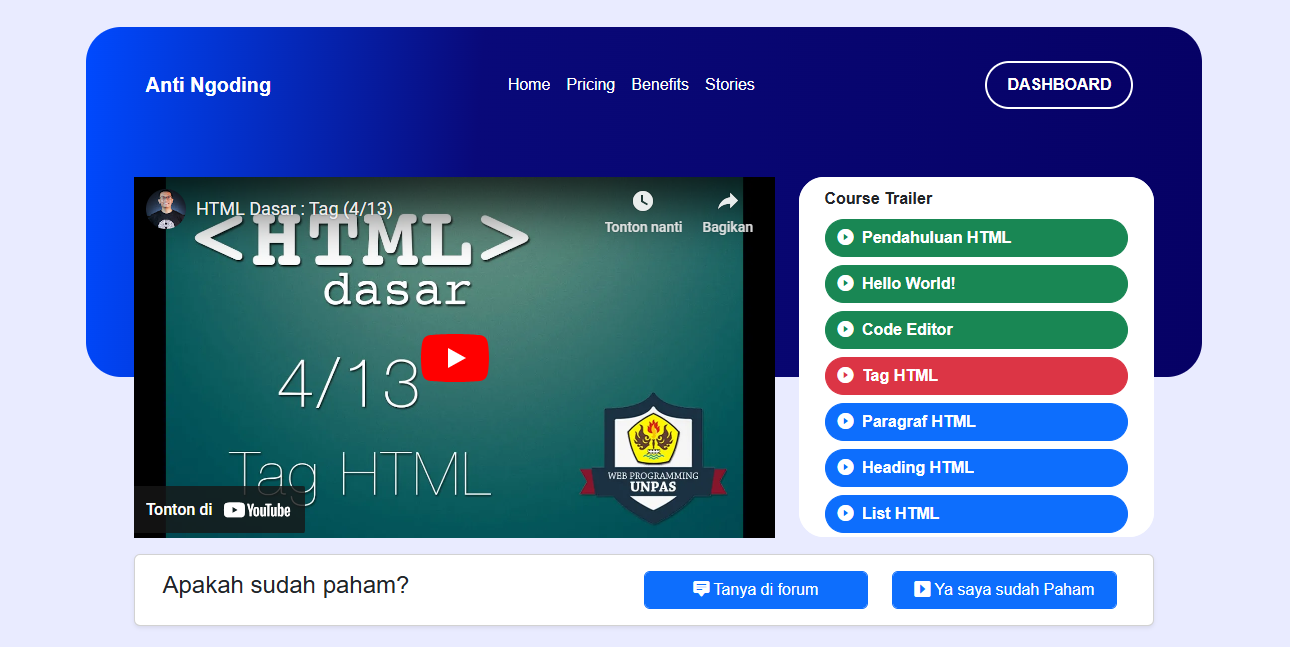 Anti Ngoding
Home Pricing Benefits Stories
DASHBOARD
HTML Dasar : Tag (4/13)
Tonton nanti
Bagikan
<HTML>
dasar
4/13
Tag HTML
WEB PROGRAMMING
UNPAS
Tonton di YouTube
Course Trailer
Pendahuluan HTML
Hello World!
Code Editor
Tag HTML
Paragraf HTML
Heading HTML
List HTML
Apakah sudah paham?
Tanya di forum
Ya saya sudah Paham